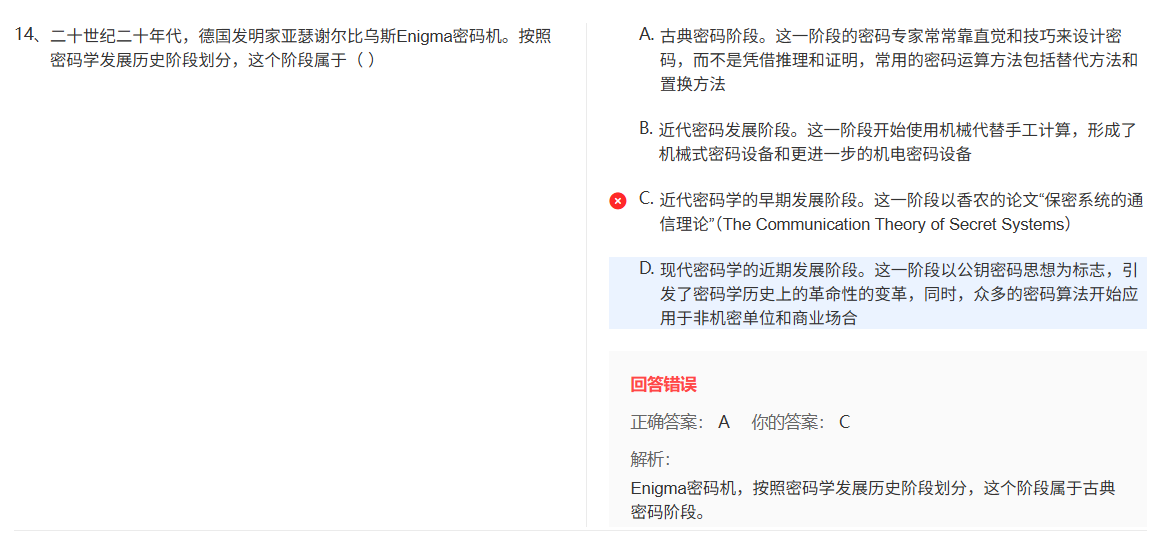 14、二十世纪二十年代，德国发明家亚瑟谢尔比乌斯Enigma密码机。按照
密码学发展历史阶段划分，这个阶段属于（ ）
A. 古典密码阶段。这一阶段的密码专家常常靠直觉和技巧来设计密
码，而不是凭借推理和证明，常用的密码运算方法包括替代方法和
置换方法
B. 近代密码发展阶段。这一阶段开始使用机械代替手工计算，形成了
机械式密码设备和更进一步的机电密码设备
C. 近代密码学的早期发展阶段。这一阶段以香农的论文“保密系统的通
信理论”（The Communication Theory of Secret Systems）
D. 现代密码学的近期发展阶段。这一阶段以公钥密码思想为标志，引
发了密码学历史上的革命性的变革，同时，众多的密码算法开始应
用于非机密单位和商业场合
回答错误
正确答案： A 你的答案： C
解析：
Enigma密码机，按照密码学发展历史阶段划分，这个阶段属于古典
密码阶段。